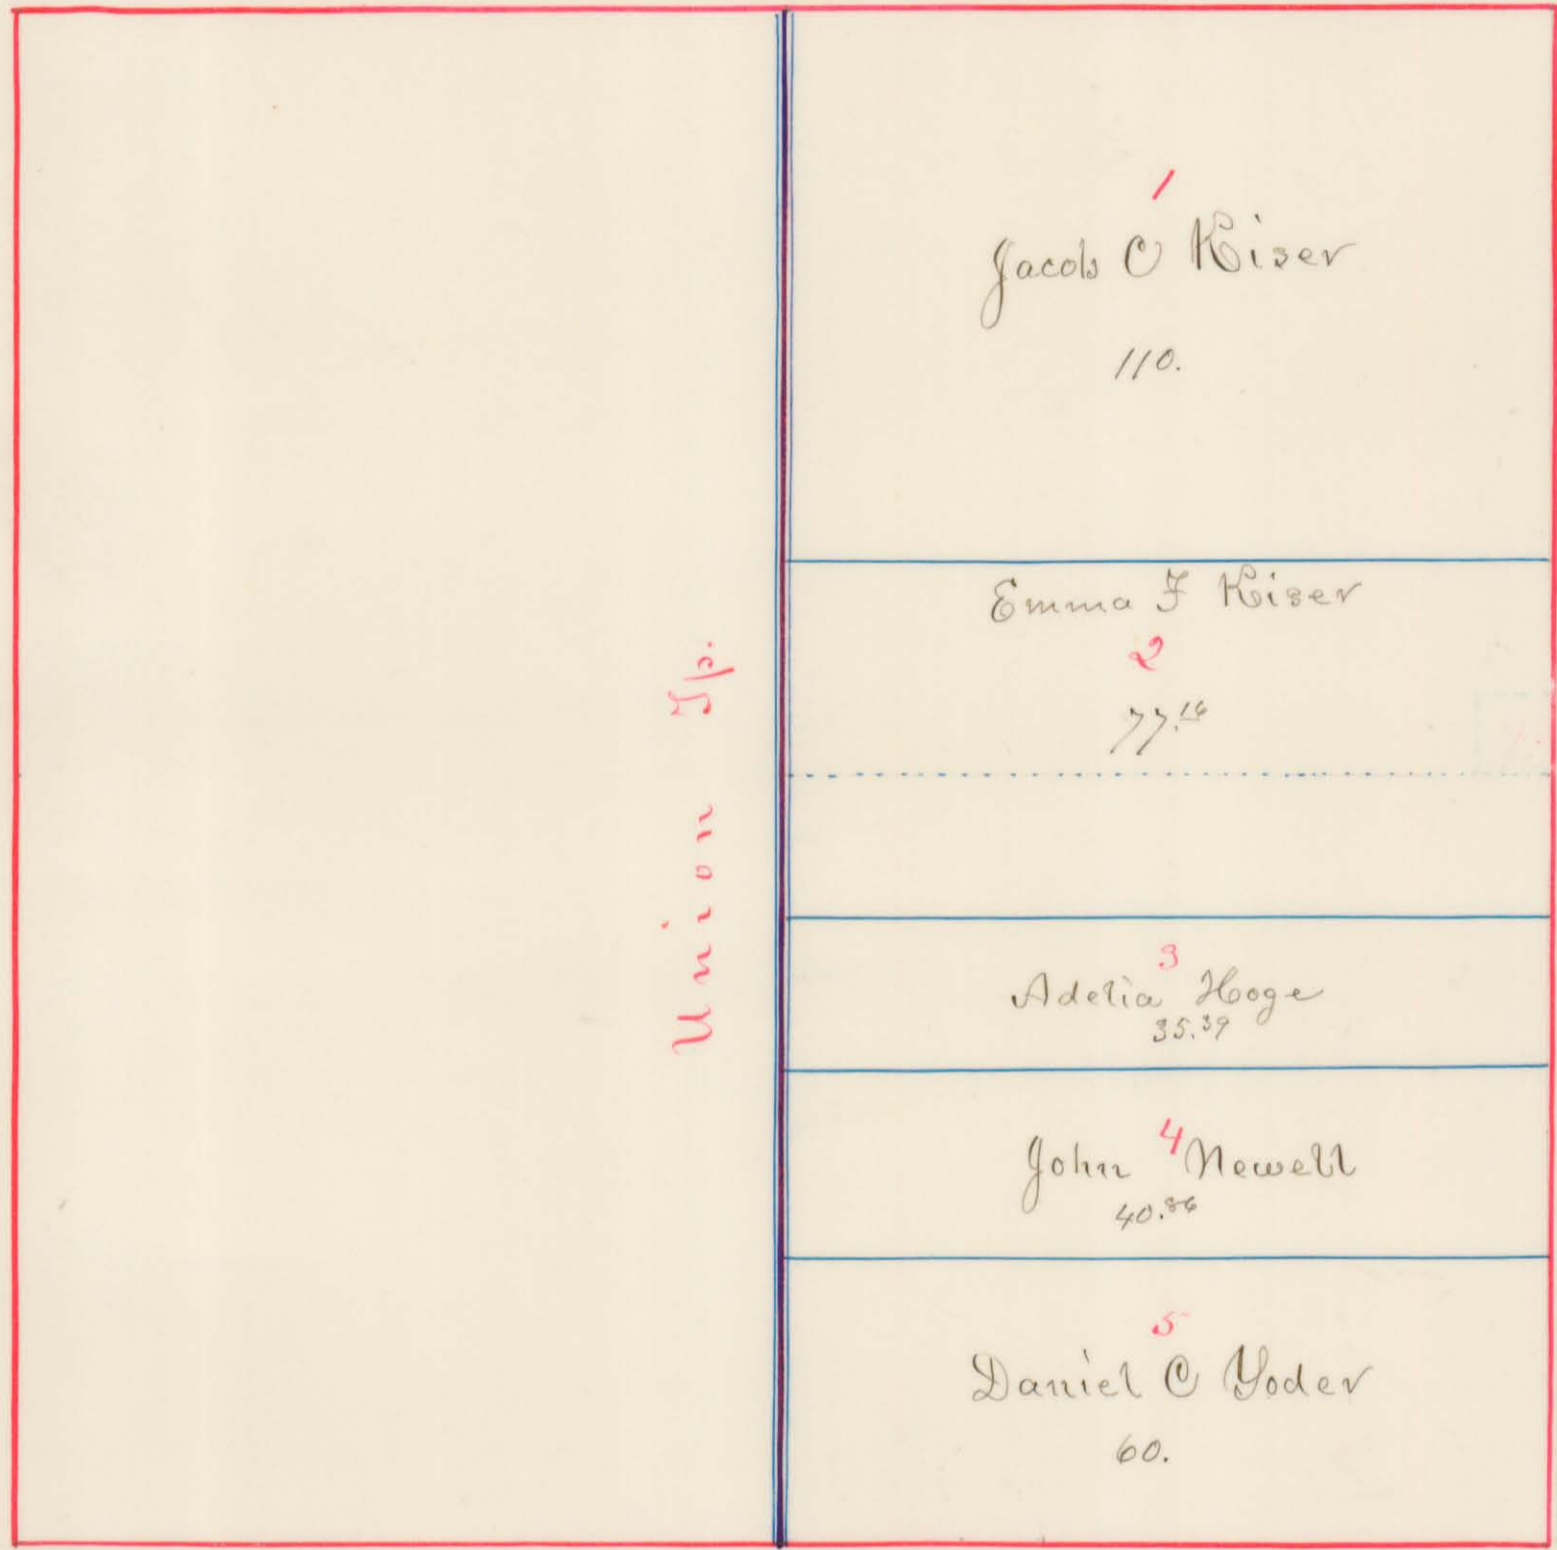 Union Tp.
1
Jacob C Kiser
110.
Emma F Kiser
2
77.16
3
Adelia Hoge
35.39
4
John Newell
40.86
5
Daniel C Yoder
60.